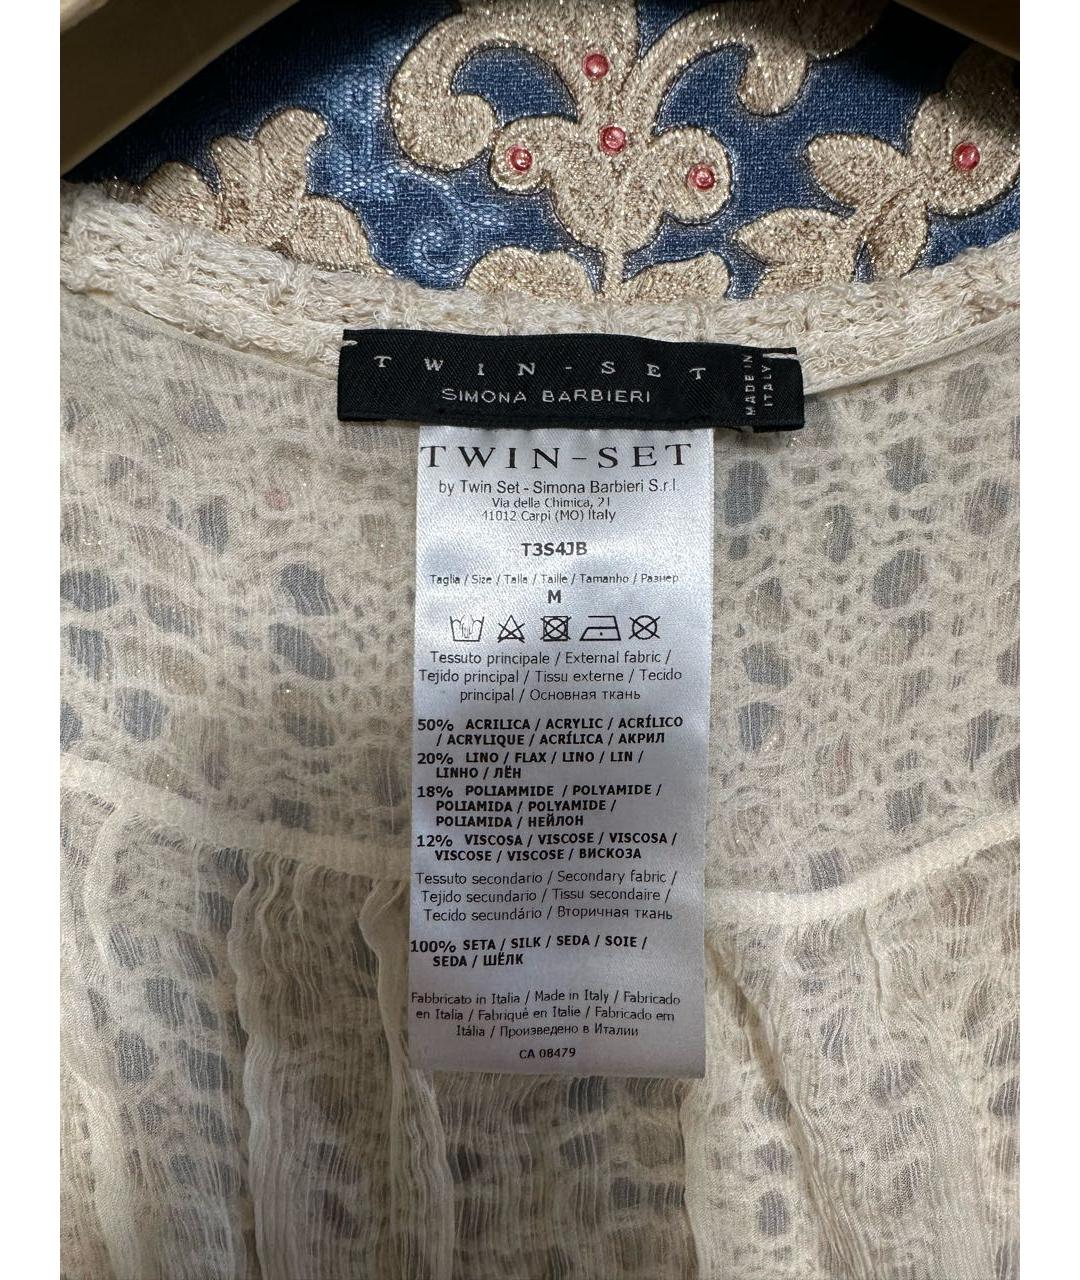 TWIN-SET
SIMONA BARBIERI
MADE IN
ITALY
TWIN-SET
by Twin Set - Simona Barbieri S.r.l.
Via della Chimica, 21
41012 Carpi (MO) Italy
T3S4JB
Taglia / Size / Talla / Taille / Tamanho / Размер
M
Tessuto principale / External fabric /
Tejido principal / Tissu externe / Tecido
principal / Основная ткань
50% ACRILICA / ACRYLIC / ACRÍLICO
/ ACRYLIQUE / ACRÍLICA / АКРИЛ
20% LINO / FLAX / LINO / LIN /
LINHO / ЛЁН
18% POLIAMMIDE / POLYAMIDE /
POLIAMIDA / POLYAMIDE /
POLIAMIDA / НЕЙЛОН
12% VISCOSA / VISCOSE / VISCOSA /
VISCOSE / VISCOSE / ВИСКОЗА
Tessuto secondario / Secondary fabric /
Tejido secundario / Tissu secondaire /
Tecido secundário / Вторичная ткань
100% SETA / SILK / SEDA / SOIE /
SEDA / ШЁЛК
Fabbricato in Italia / Made in Italy / Fabricado
en Italia / Fabriqué en Italie / Fabricado em
Itália / Произведено в Италии
CA 08479